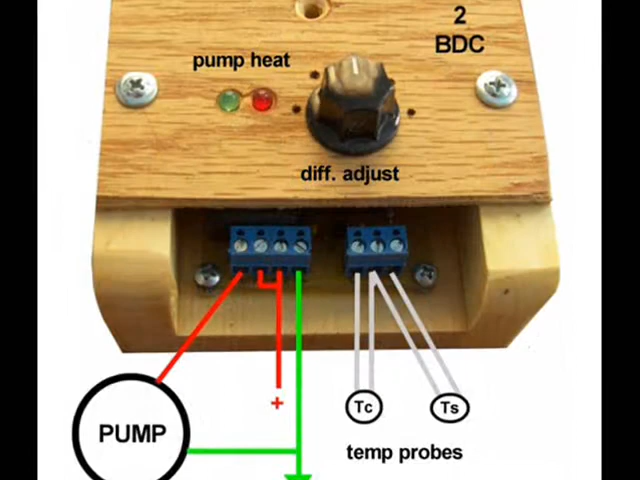 2
BDC
pump heat
diff. adjust
+
PUMP
Tc
Ts
temp probes